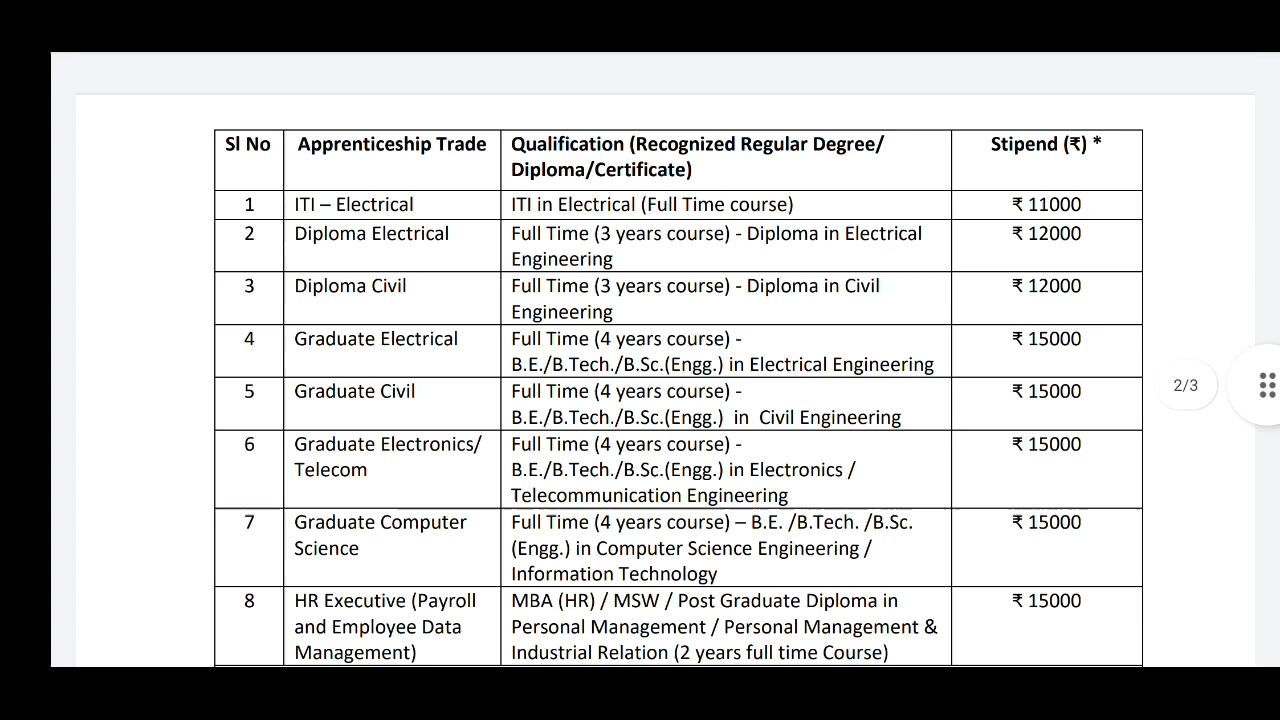 Sl No Apprenticeship Trade Qualification (Recognized Regular Degree/ Stipend (₹) *
Diploma/Certificate)
1 ITI – Electrical ITI in Electrical (Full Time course) ₹ 11000
2 Diploma Electrical Full Time (3 years course) - Diploma in Electrical ₹ 12000
Engineering
3 Diploma Civil Full Time (3 years course) - Diploma in Civil ₹ 12000
Engineering
4 Graduate Electrical Full Time (4 years course) - ₹ 15000
B.E./B.Tech./B.Sc.(Engg.) in Electrical Engineering
5 Graduate Civil Full Time (4 years course) - ₹ 15000
B.E./B.Tech./B.Sc.(Engg.) in Civil Engineering
6 Graduate Electronics/ Full Time (4 years course) - ₹ 15000
Telecom B.E./B.Tech./B.Sc.(Engg.) in Electronics /
Telecommunication Engineering
7 Graduate Computer Full Time (4 years course) – B.E. /B.Tech. /B.Sc. ₹ 15000
Science (Engg.) in Computer Science Engineering /
Information Technology
8 HR Executive (Payroll MBA (HR) / MSW / Post Graduate Diploma in ₹ 15000
and Employee Data Personal Management / Personal Management &
Management) Industrial Relation (2 years full time Course)
2/3